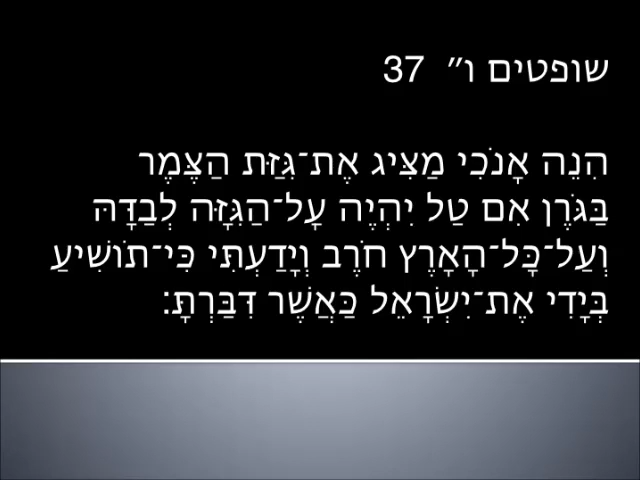 שופטים ו״ 37
הִנֵּה אָנֹכִי מַצִּיג אֶת־גִּזַּת הַצֶּמֶר
בַּגֹּרֶן אִם טַל יִהְיֶה עָל־הַגִּזָּה לְבַדָּהּ
וְעַל־כָּל־הָאָרֶץ חֹרֶב וְיָדַעְתִּי כִּי־תוֹשִׁיעַ
בְּיָדִי אֶת־יִשְׂרָאֵל כַּאֲשֶׁר דִּבַּרְתָּ׃